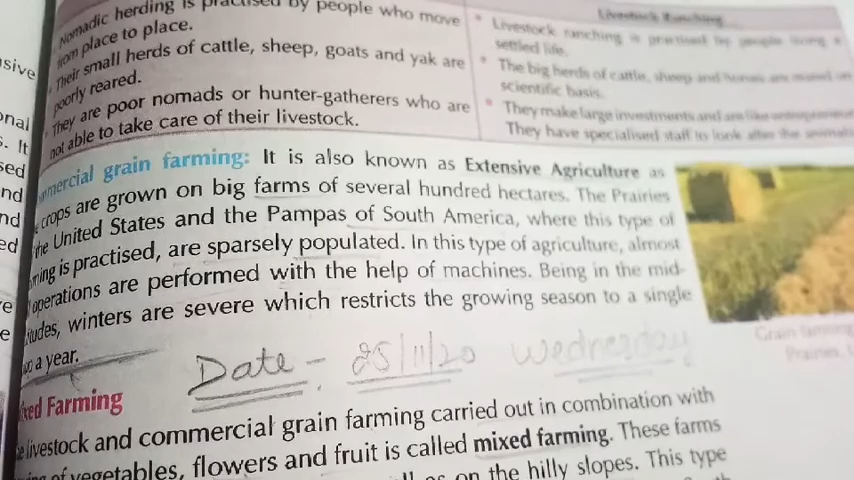 Nomadic herding is practised by people who move
from place to place.
Their small herds of cattle, sheep, goats and yak are
poorly reared.
They are poor nomads or hunter-gatherers who are
not able to take care of their livestock.
Livestock Ranching
Livestock ranching is practised by people living a
settled life.
The big herds of cattle, sheep and horses are reared on
scientific basis.
They make large investments and are like entrepreneurs
They have specialised staff to look after the animals
mmercial grain farming: It is also known as Extensive Agriculture as
crops are grown on big farms of several hundred hectares. The Prairies
the United States and the Pampas of South America, where this type of
ming is practised, are sparsely populated. In this type of agriculture, almost
operations are performed with the help of machines. Being in the mid-
itudes, winters are severe which restricts the growing season to a single
a year.
Date - 25/11/20 Wednesday
Grain farming
Prairies,
xed Farming
livestock and commercial grain farming carried out in combination with
of vegetables, flowers and fruit is called mixed farming. These farms
on the hilly slopes. This type